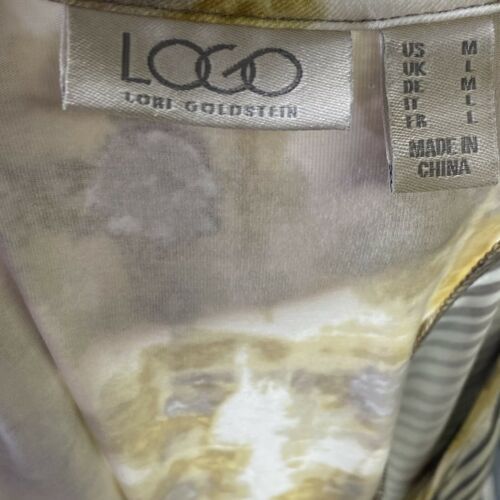 LOGO
LORI GOLDSTEIN
US M
UK L
DE M
IT L
FR L
MADE IN
CHINA